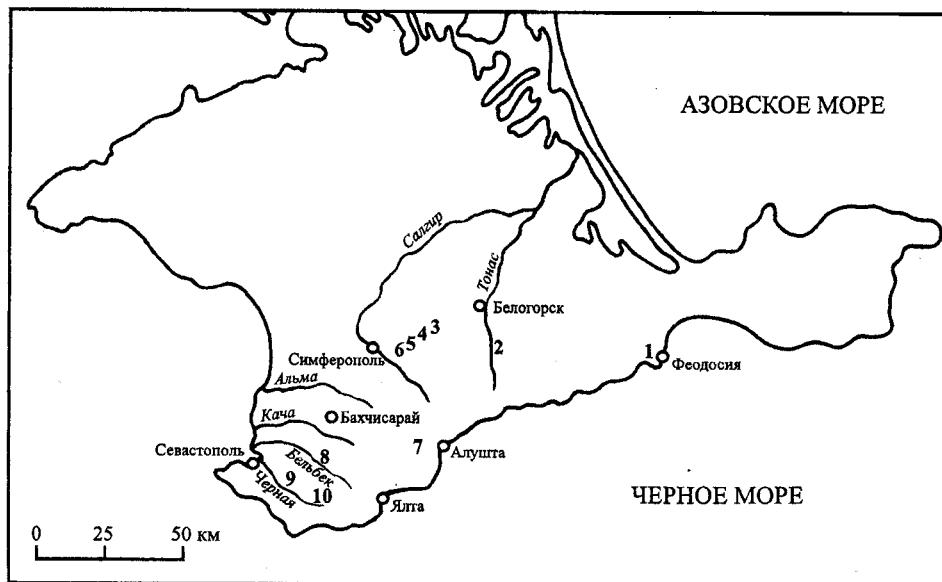 АЗОВСКОЕ МОРЕ
Салгир
Тонас
Белогорск
6 5 4 3
2
1
Симферополь
Феодосия
Альма
Кача
Бахчисарай
7
Алушта
Севастополь
8
Бельбек
9
Черная
10
Ялта
ЧЕРНОЕ МОРЕ
0 25 50 км